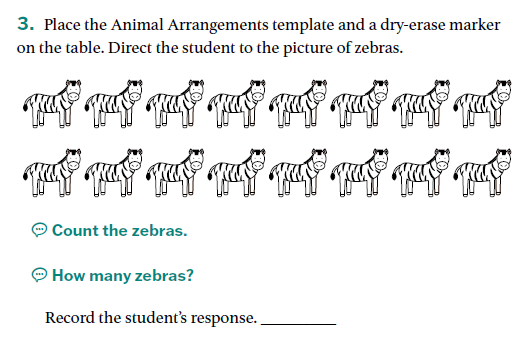 3. Place the Animal Arrangements template and a dry-erase marker
on the table. Direct the student to the picture of zebras.
Count the zebras.
How many zebras?
Record the student's response. ________